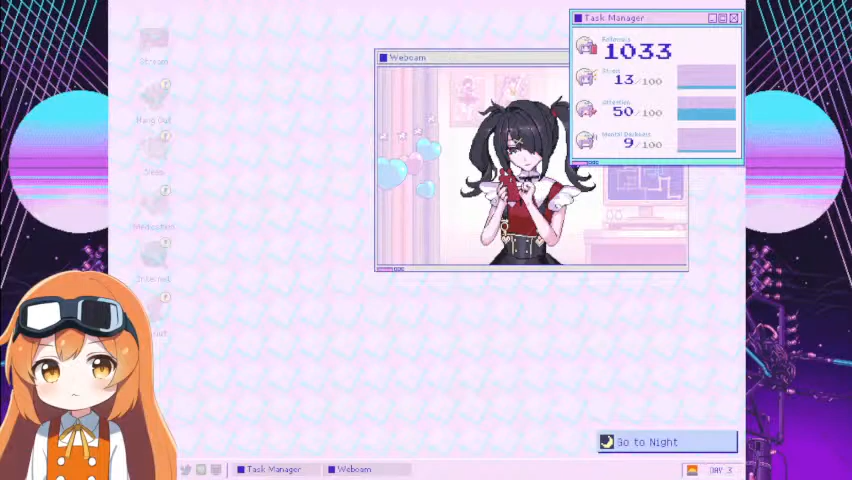 Task Manager
Followers
1033
Stress
13/100
Affection
50/100
Mental Darkness
9/100
Webcam
Stream
Hang Out
Sleep
Medication
Internet
Go to Night
Task Manager
Webcam
DAY 3